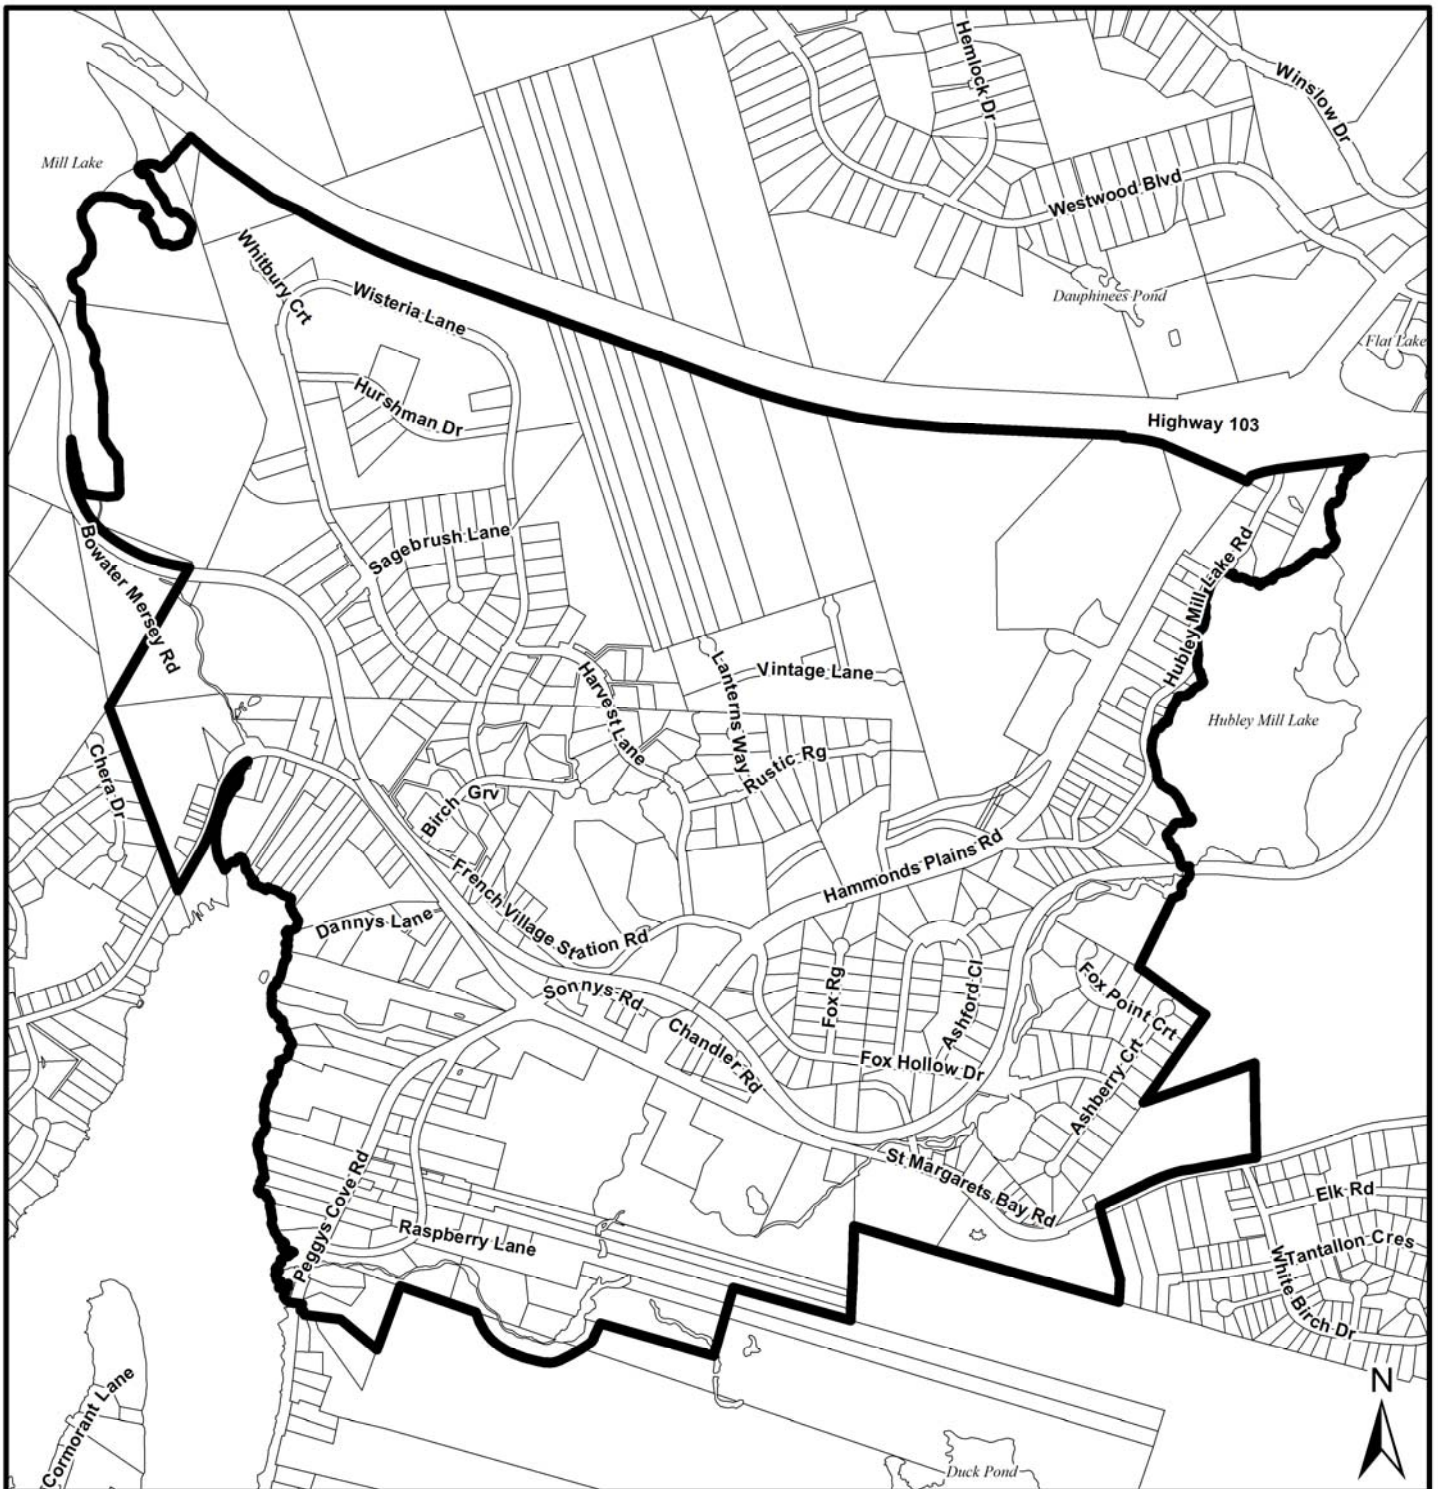 Hemlock Dr
Winslow Dr
Mill Lake
Westwood Blvd
Whitbury Crt
Wisteria Lane
Dauphinees Pond
Flat Lake
Hurshman Dr
Highway 103
Sagebrush Lane
Bowater Mersey Rd
Hubley Mill Lake Rd
Harvest Lane
Lanterns Way
Vintage Lane
Hubley Mill Lake
Chera Dr
Rustic Rg
Birch Grv
Hammonds Plains Rd
French Village Station Rd
Dannys Lane
Sonnys Rd
Fox Rg
Ashford Cl
Fox Point Crt
Chandler Rd
Fox Hollow Dr
Ashberry Crt
St Margarets Bay Rd
Peggys Cove Rd
Raspberry Lane
Elk Rd
Tantallon Cres
White Birch Dr
N
Cormorant Lane
Duck Pond